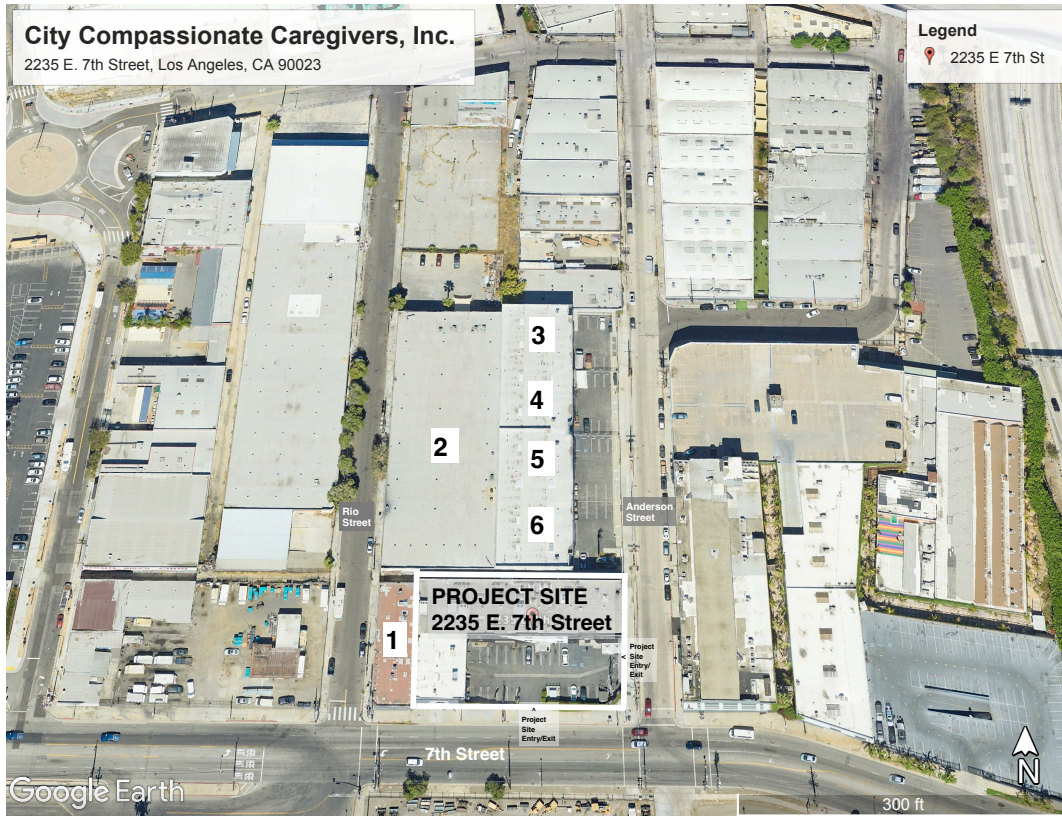 City Compassionate Caregivers, Inc.
2235 E. 7th Street, Los Angeles, CA 90023
Legend
2235 E 7th St
3
4
2
5
6
Rio
Street
Anderson
Street
PROJECT SITE
2235 E. 7th Street
1
< Project
Site
Entry/
Exit
^
Project
Site
Entry/Exit
7th Street
N
Google Earth
300 ft